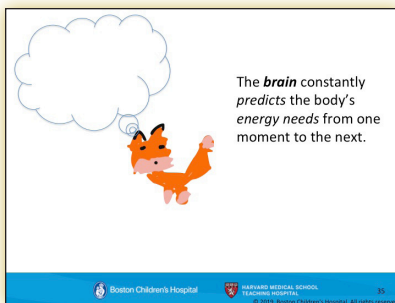 The brain constantly
predicts the body's
energy needs from one
moment to the next.
Boston Children's Hospital
HARVARD MEDICAL SCHOOL
TEACHING HOSPITAL
35
© 2019, Boston Children's Hospital. All rights reserved